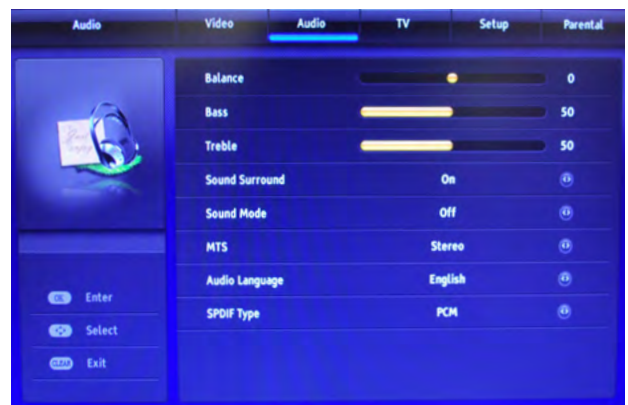 Audio Video Audio TV Setup Parental
Balance 0
Bass 50
Treble 50
Sound Surround On
Sound Mode Off
MTS Stereo
Audio Language English
SPDIF Type PCM
OK Enter
Select
CLEAR Exit